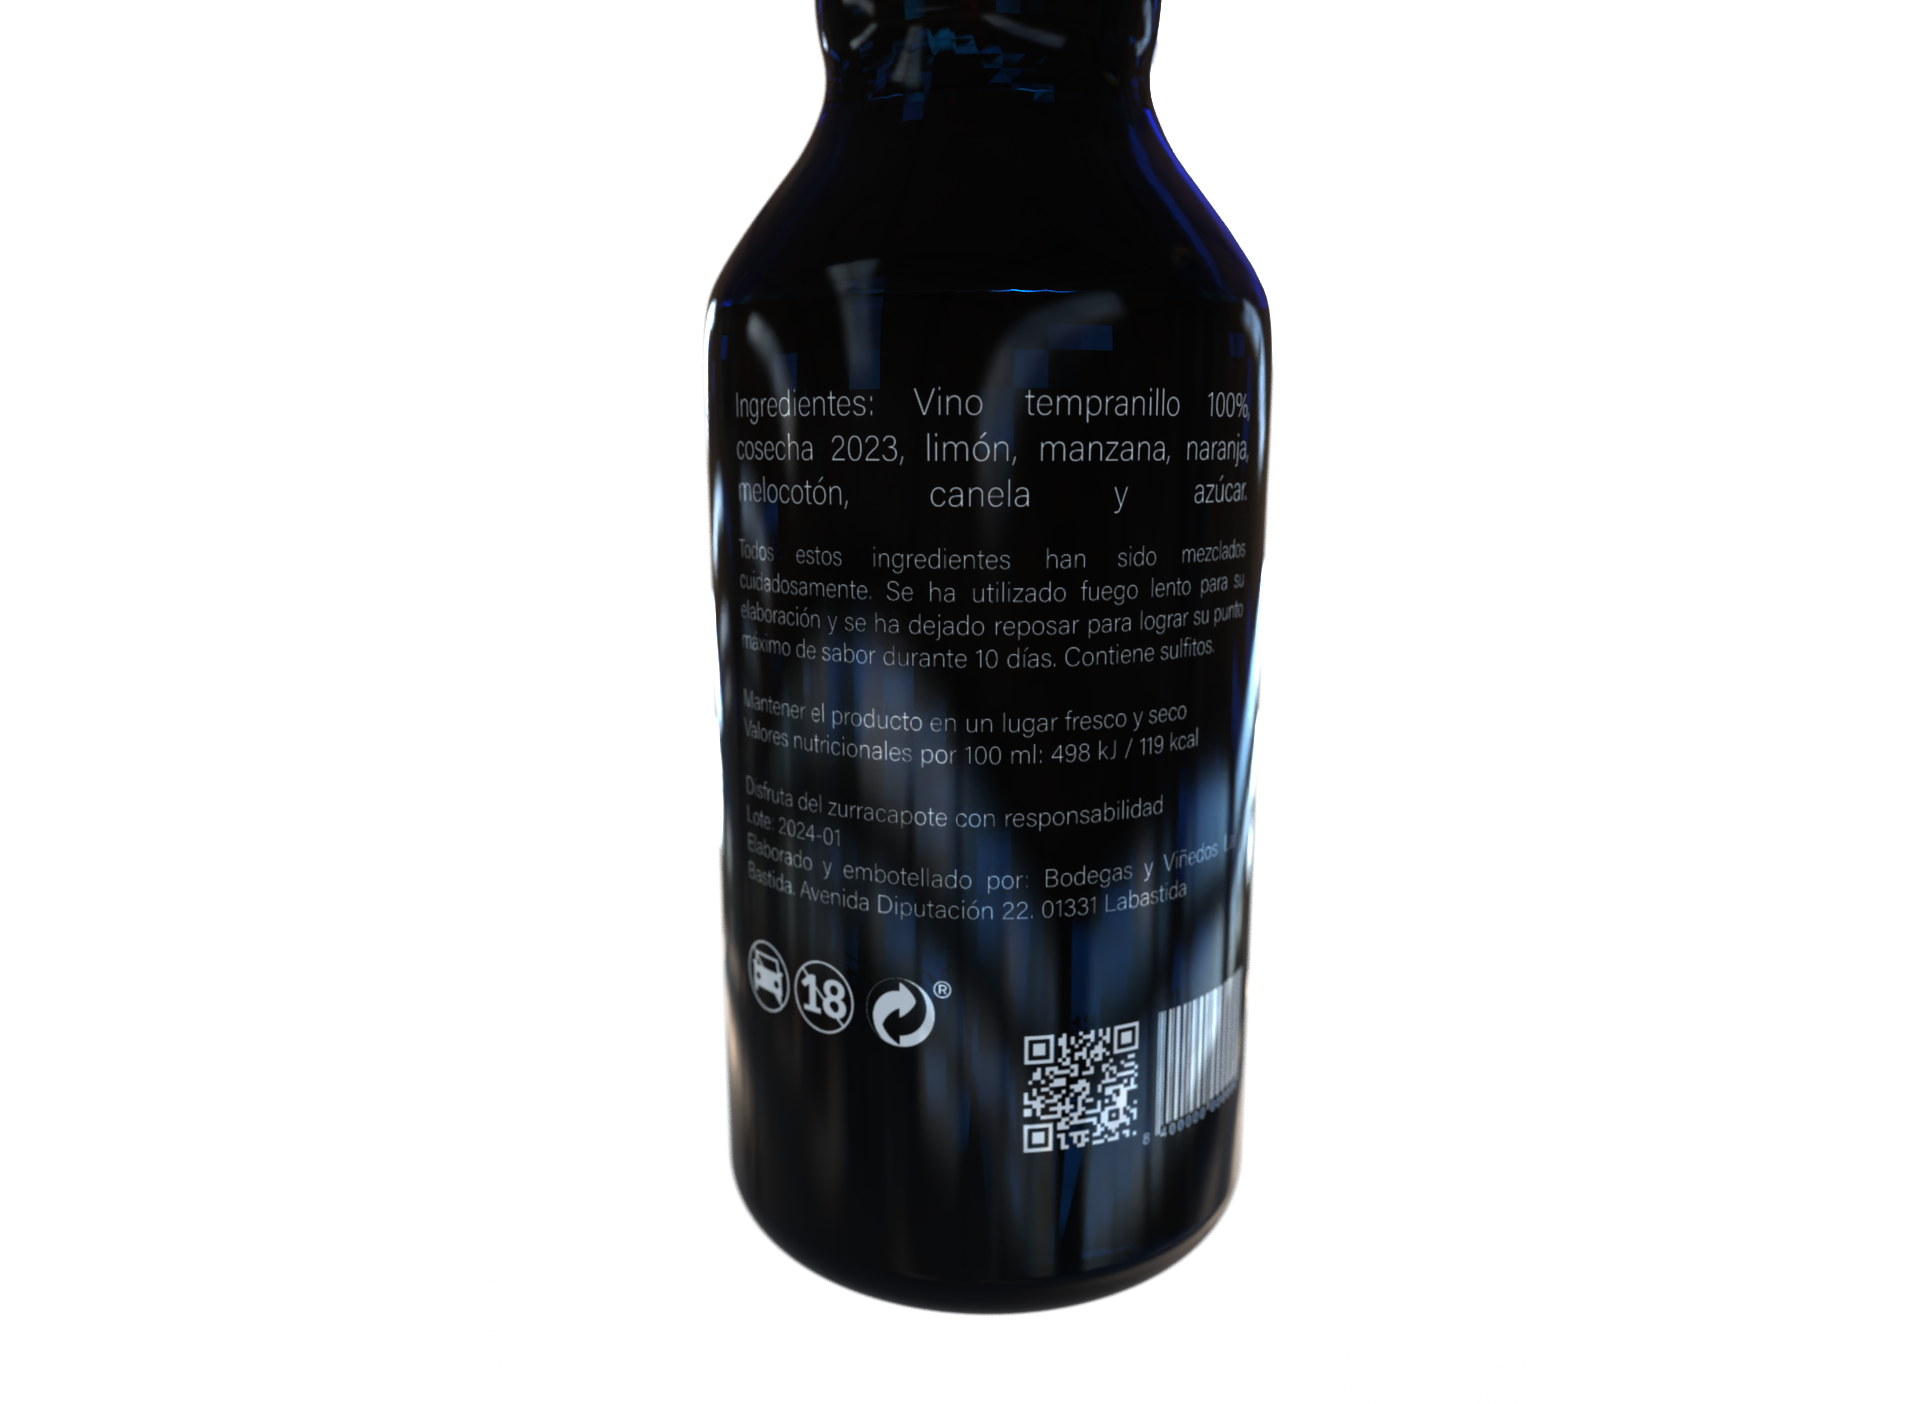 Ingredientes: Vino tempranillo 100%,
cosecha 2023, limón, manzana, naranja,
melocotón, canela y azúcar.
Todos estos ingredientes han sido mezclados
cuidadosamente. Se ha utilizado fuego lento para su
elaboración y se ha dejado reposar para lograr su punto
máximo de sabor durante 10 días. Contiene sulfitos.
Mantener el producto en un lugar fresco y seco
Valores nutricionales por 100 ml: 498 kJ / 119 kcal
Disfruta del zurracapote con responsabilidad
Lote: 2024-01
Elaborado y embotellado por: Bodegas y Viñedos
Bastida. Avenida Diputación 22. 01331 Labastida
18 ®
8